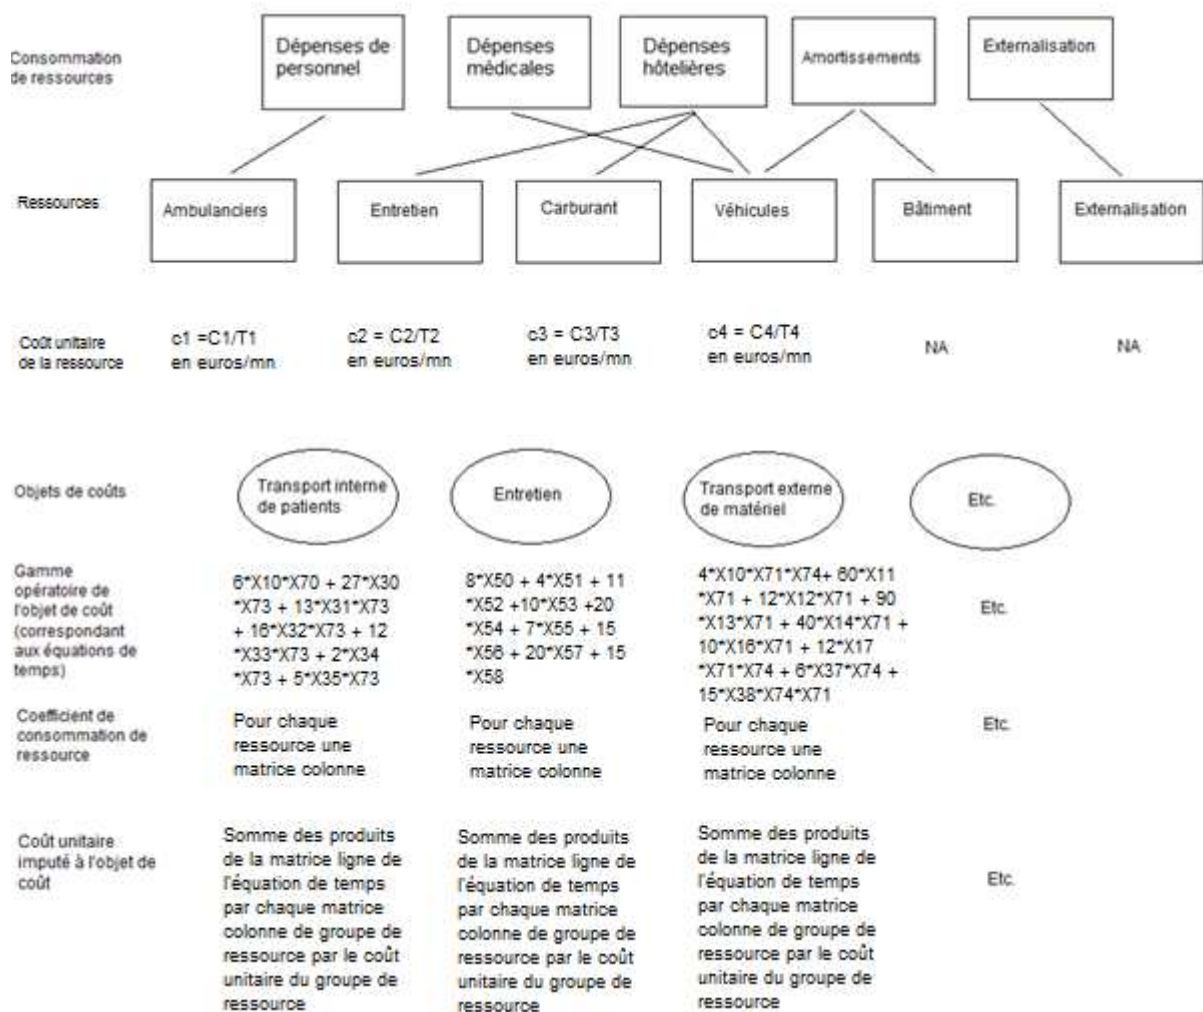 Consommation
de ressources
Dépenses de
personnel
Dépenses
médicales
Dépenses
hôtelières
Amortissements
Externalisation
Ressources
Ambulanciers
Entretien
Carburant
Véhicules
Bâtiment
Externalisation
Coût unitaire
de la ressource
c1 =C1/T1
en euros/mn
c2 = C2/T2
en euros/mn
c3 = C3/T3
en euros/mn
c4 = C4/T4
en euros/mn
NA
NA
Objets de coûts
Transport interne
de patients
Entretien
Transport externe
de matériel
Etc.
Gamme
opératoire de
l'objet de coût
(correspondant
aux équations de
temps)
6*X10*X70 + 27*X30
*X73 + 13*X31*X73
+ 16*X32*X73 + 12
*X33*X73 + 2*X34
*X73 + 5*X35*X73
8*X50 + 4*X51 + 11
*X52 +10*X53 +20
*X54 + 7*X55 + 15
*X56 + 20*X57 + 15
*X58
4*X10*X71*X74+ 60*X11
*X71 + 12*X12*X71 + 90
*X13*X71 + 40*X14*X71 +
10*X16*X71 + 12*X17
*X71*X74 + 6*X37*X74 +
15*X38*X74*X71
Etc.
Coefficient de
consommation de
ressource
Pour chaque
ressource une
matrice colonne
Pour chaque
ressource une
matrice colonne
Pour chaque
ressource une
matrice colonne
Etc.
Coût unitaire
imputé à l'objet de
coût
Somme des produits
de la matrice ligne de
l'équation de temps
par chaque matrice
colonne de groupe de
ressource par le coût
unitaire du groupe de
ressource
Somme des produits
de la matrice ligne de
l'équation de temps
par chaque matrice
colonne de groupe de
ressource par le coût
unitaire du groupe de
ressource
Somme des produits
de la matrice ligne de
l'équation de temps
par chaque matrice
colonne de groupe de
ressource par le coût
unitaire du groupe de
ressource
Etc.